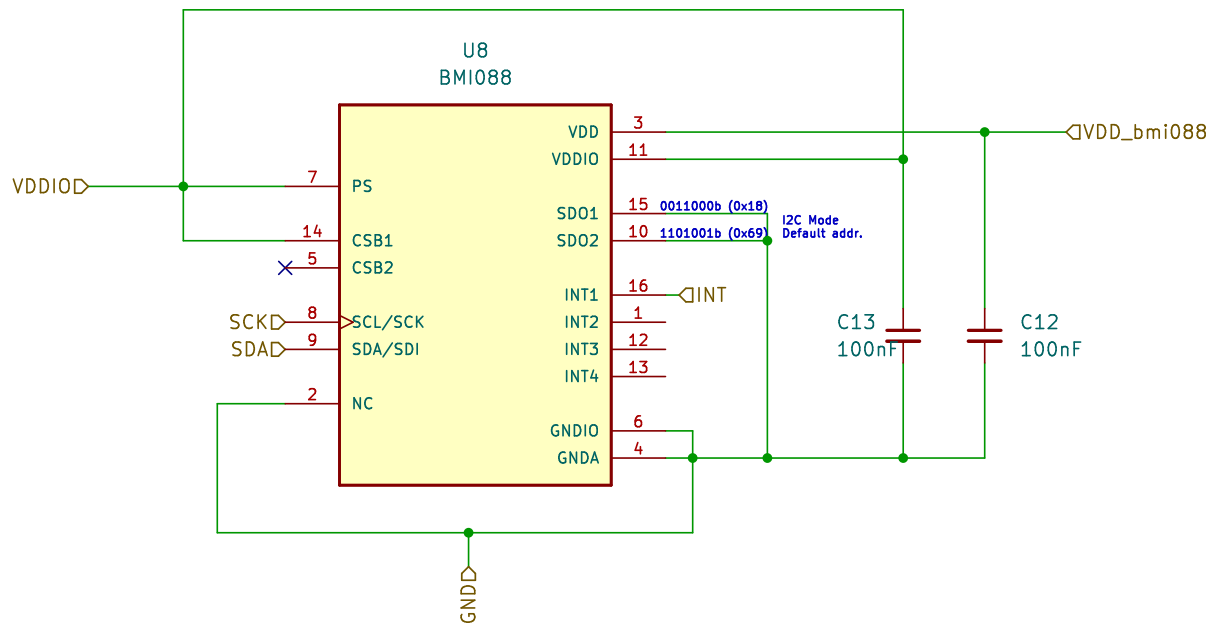 U8
BMI088
VDD 3
VDD_bmi088
VDDIO 11
VDDIO
7 PS
SDO1 15 0011000b (0x18)
I2C Mode
14 CSB1
SDO2 10 1101001b (0x69)
Default addr.
5 CSB2
INT1 16 INT
SCK 8 SCL/SCK
INT2 1
C13
C12
SDA 9 SDA/SDI
INT3 12
100nF
100nF
INT4 13
2 NC
GNDIO 6
GNDA 4
GND